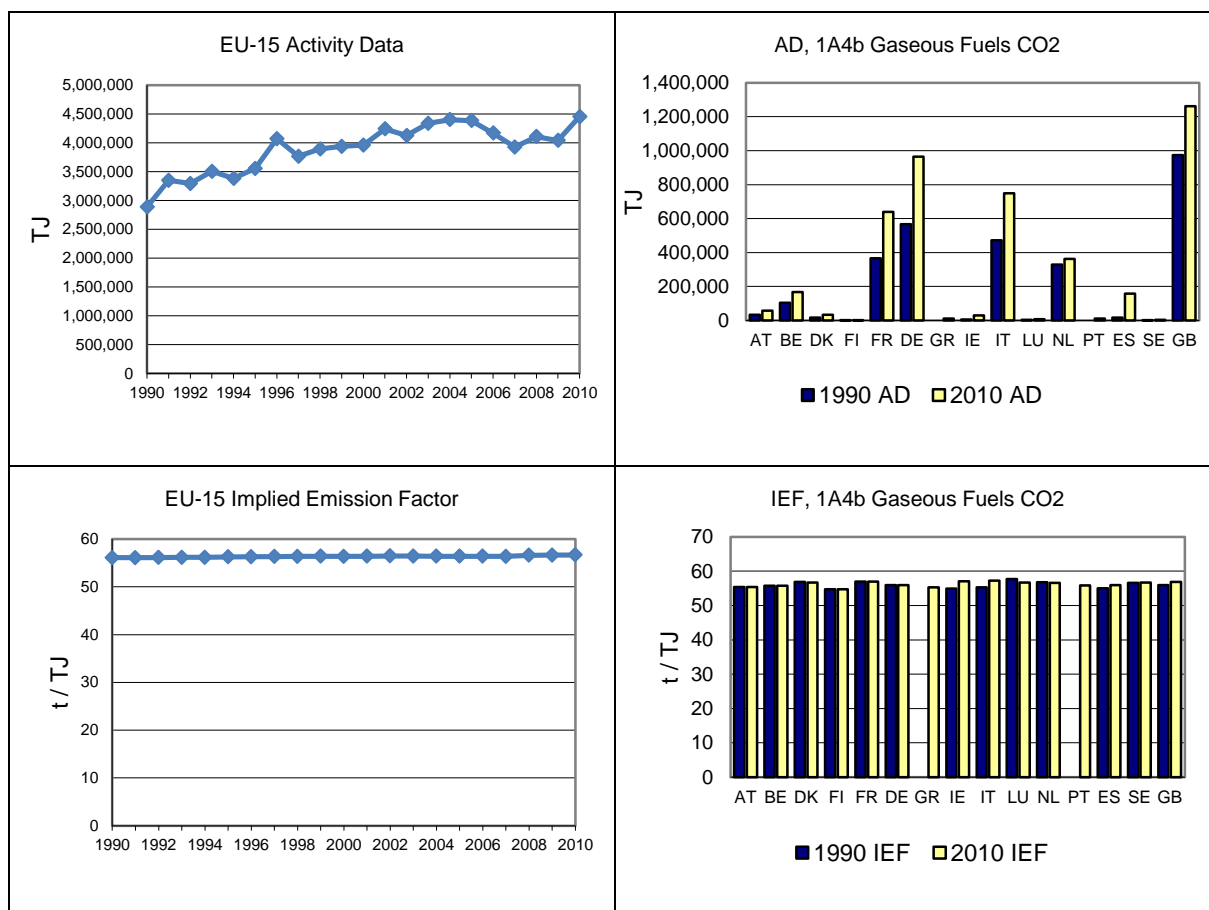 EU-15 Activity Data
5,000,000
4,500,000
4,000,000
3,500,000
3,000,000
2,500,000
2,000,000
1,500,000
1,000,000
500,000
0
TJ
1990 1992 1994 1996 1998 2000 2002 2004 2006 2008 2010
AD, 1A4b Gaseous Fuels CO2
1,400,000
1,200,000
1,000,000
800,000
600,000
400,000
200,000
0
TJ
AT BE DK FI FR DE GR IE IT LU NL PT ES SE GB
1990 AD 2010 AD
EU-15 Implied Emission Factor
60
50
40
30
20
10
0
t / TJ
1990 1992 1994 1996 1998 2000 2002 2004 2006 2008 2010
IEF, 1A4b Gaseous Fuels CO2
70
60
50
40
30
20
10
0
t / TJ
AT BE DK FI FR DE GR IE IT LU NL PT ES SE GB
1990 IEF 2010 IEF